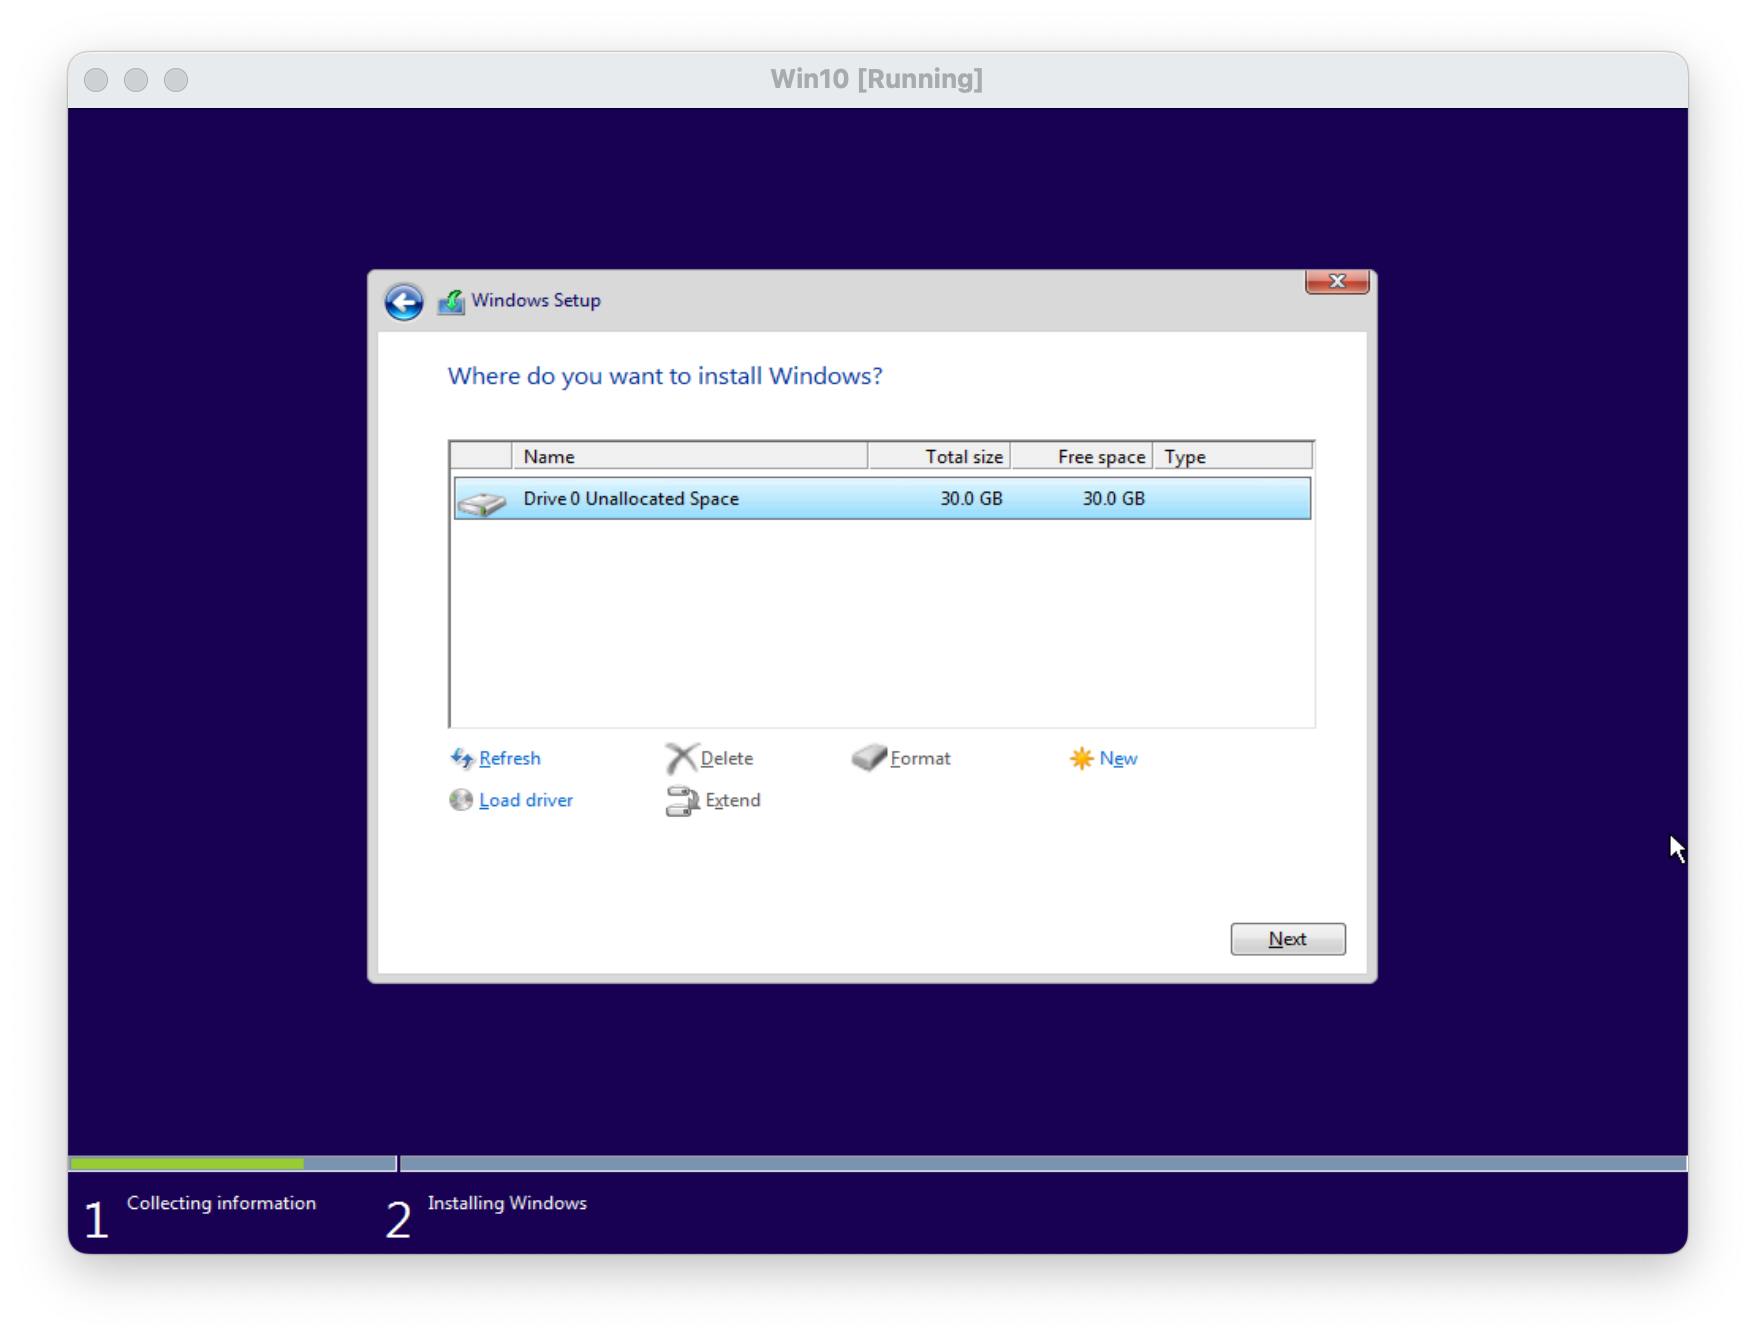 Win10 [Running]
Windows Setup
Where do you want to install Windows?
Name Total size Free space Type
Drive 0 Unallocated Space 30.0 GB 30.0 GB
Refresh Delete Format New
Load driver Extend
Next
1 Collecting information 2 Installing Windows